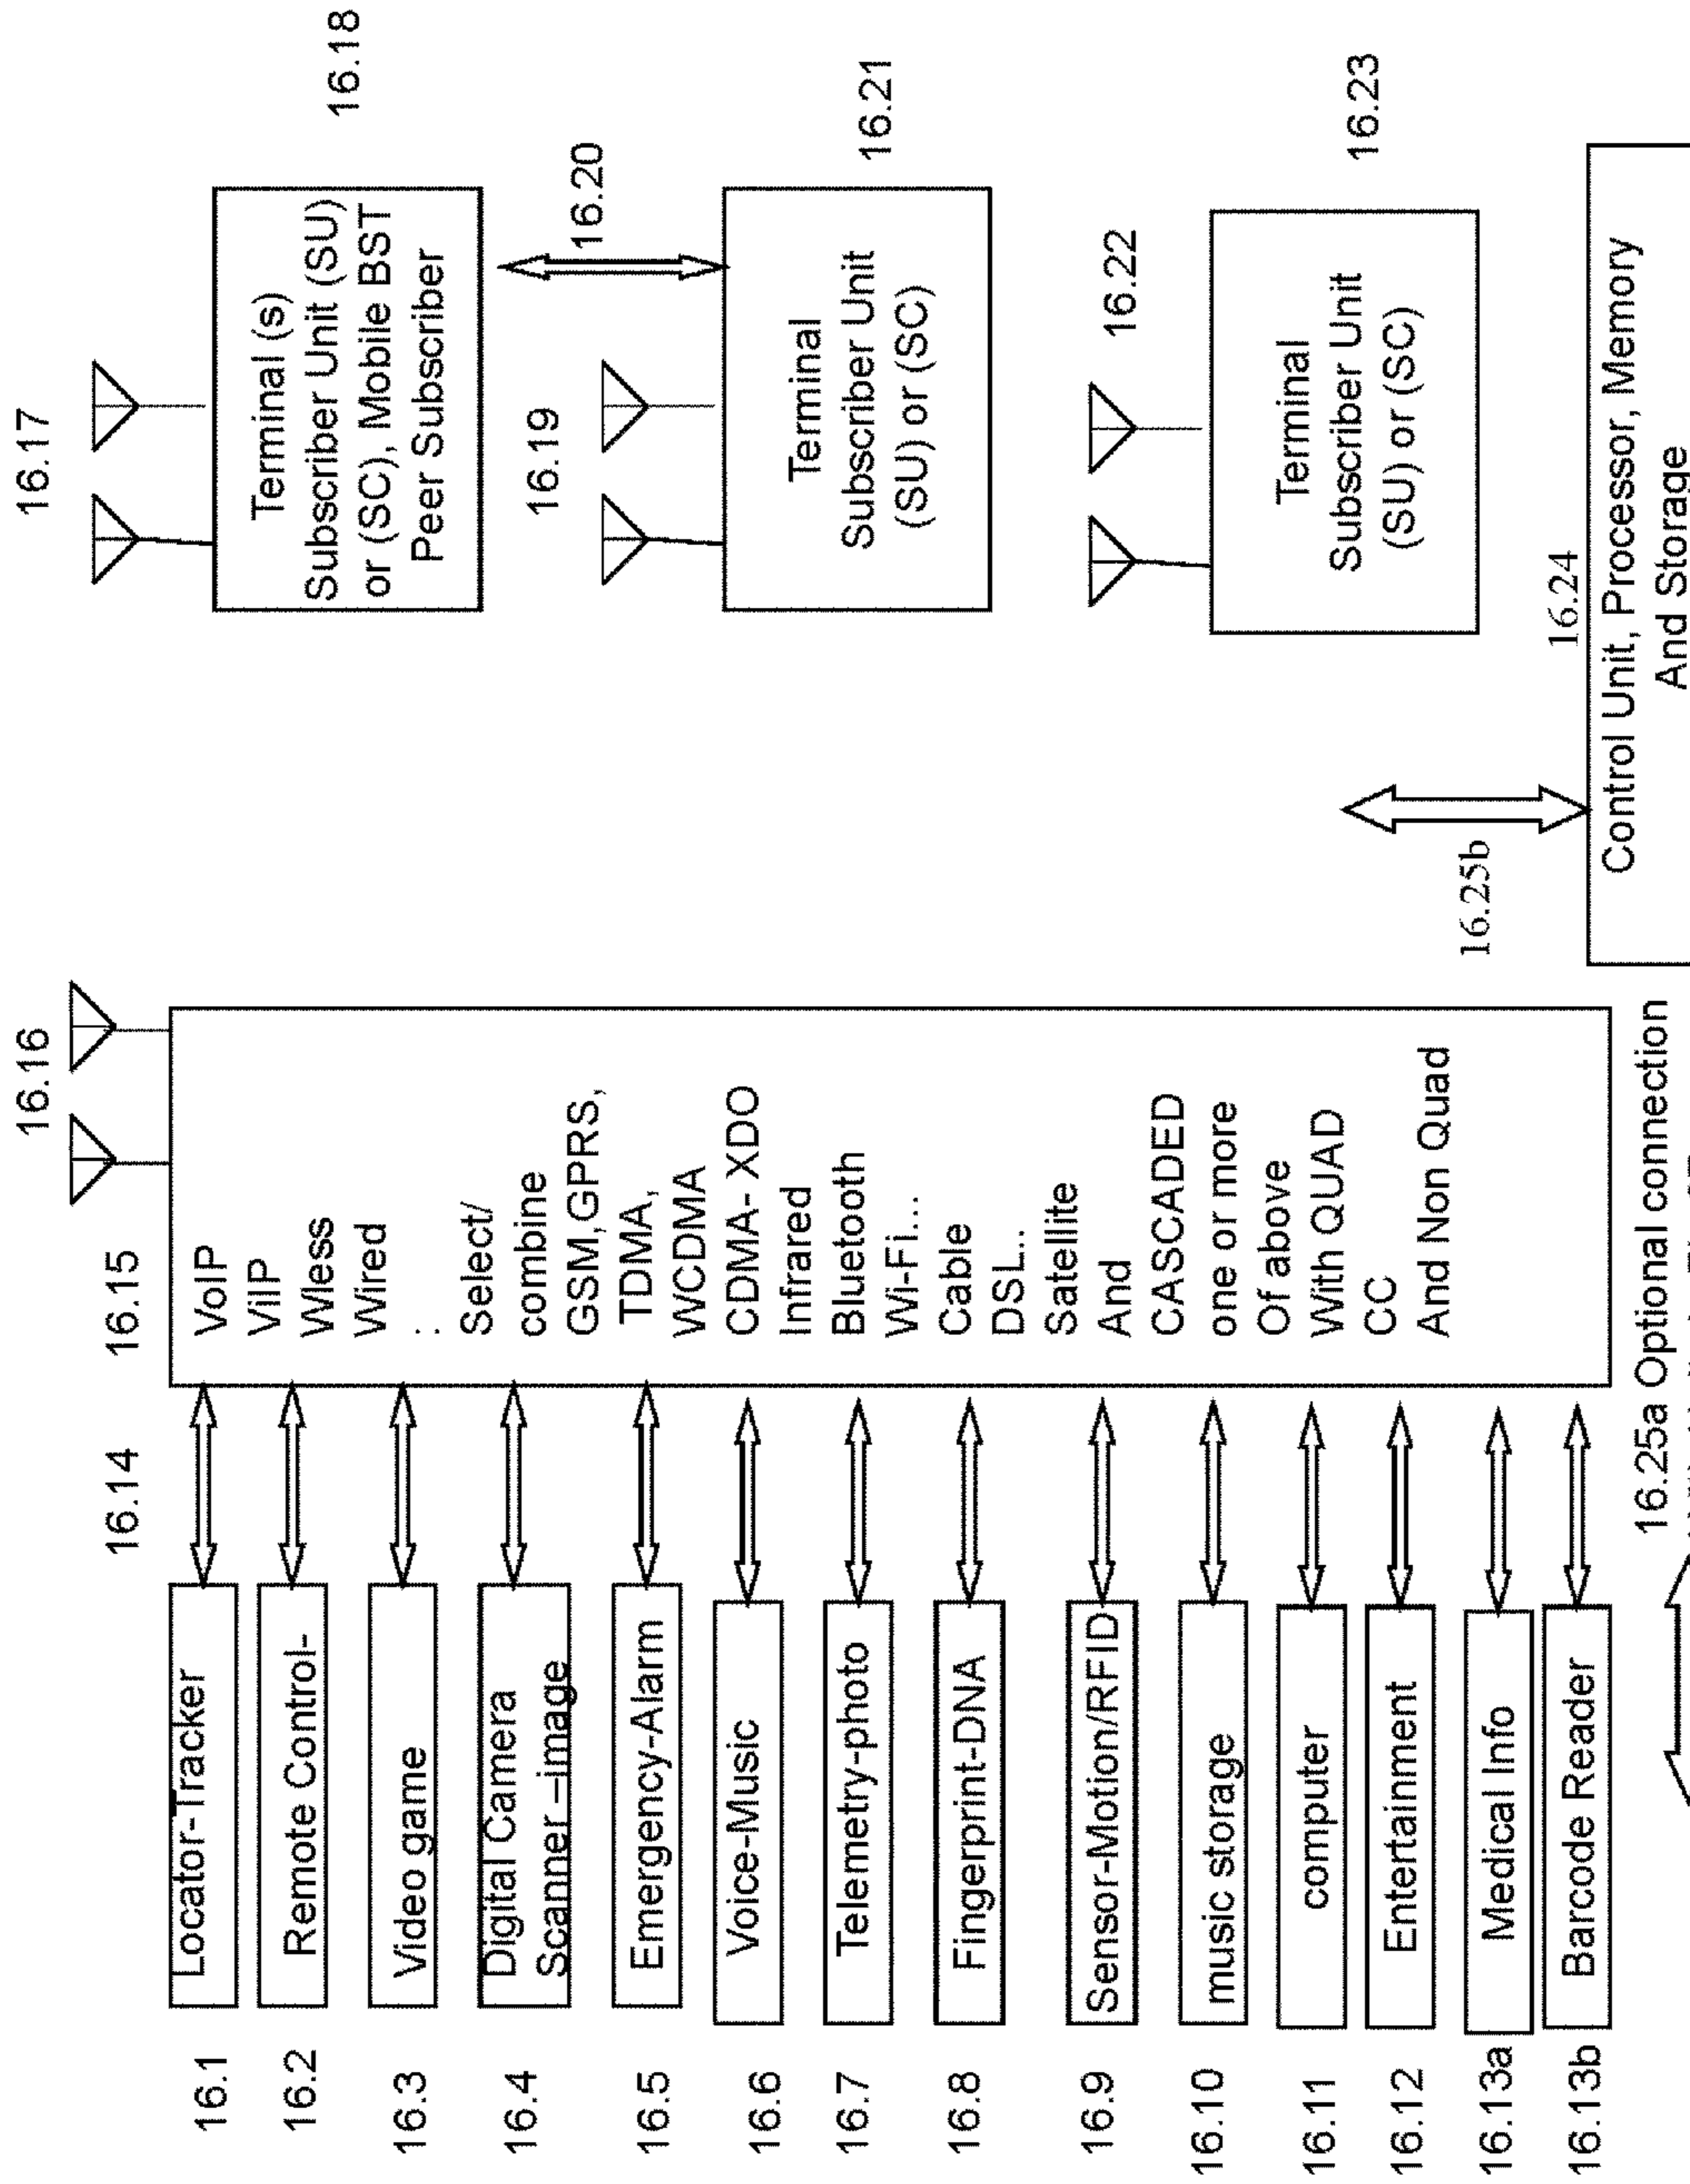 16.1
Locator-Tracker
16.2
Remote Control-
16.3
Video game
16.4
Digital Camera
Scanner –image
16.5
Emergency-Alarm
16.6
Voice-Music
16.7
Telemetry-photo
16.8
Fingerprint-DNA
16.9
Sensor-Motion/RFID
16.10
music storage
16.11
computer
16.12
Entertainment
16.13a
Medical Info
16.13b
Barcode Reader
16.14
16.15
16.16
VoIP
ViIP
Wless
Wired
:
Select/
combine
GSM,GPRS,
TDMA,
WCDMA
CDMA- XDO
Infrared
Bluetooth
Wi-Fi...
Cable
DSL..
Satellite
And
CASCADED
one or more
Of above
With QUAD
CC
And Non Quad
16.25a Optional connection
16.17
Terminal (s)
Subscriber Unit (SU)
or (SC), Mobile BST
Peer Subscriber
16.18
16.19
16.20
Terminal
Subscriber Unit
(SU) or (SC)
16.21
16.22
Terminal
Subscriber Unit
(SU) or (SC)
16.23
16.25b
16.24
Control Unit, Processor, Memory
And Storage